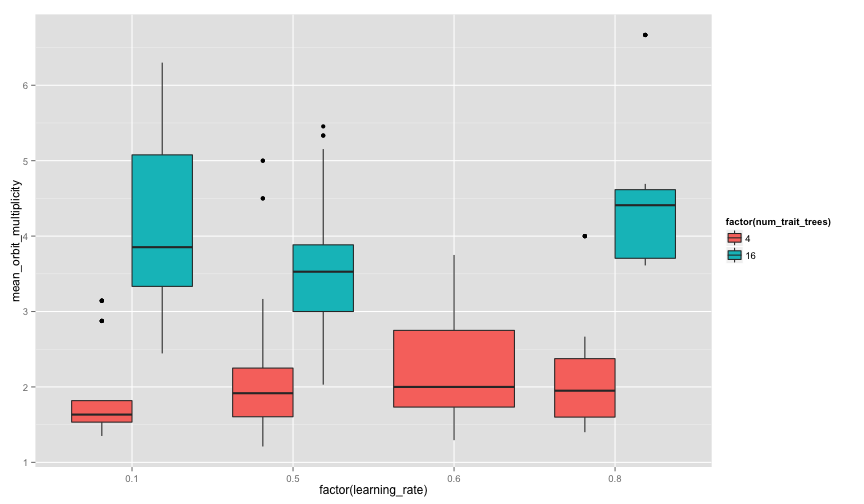 6
5
4
3
2
1
mean_orbit_multiplicity
0.1 0.5 0.6 0.8
factor(learning_rate)
factor(num_trait_trees)
4
16